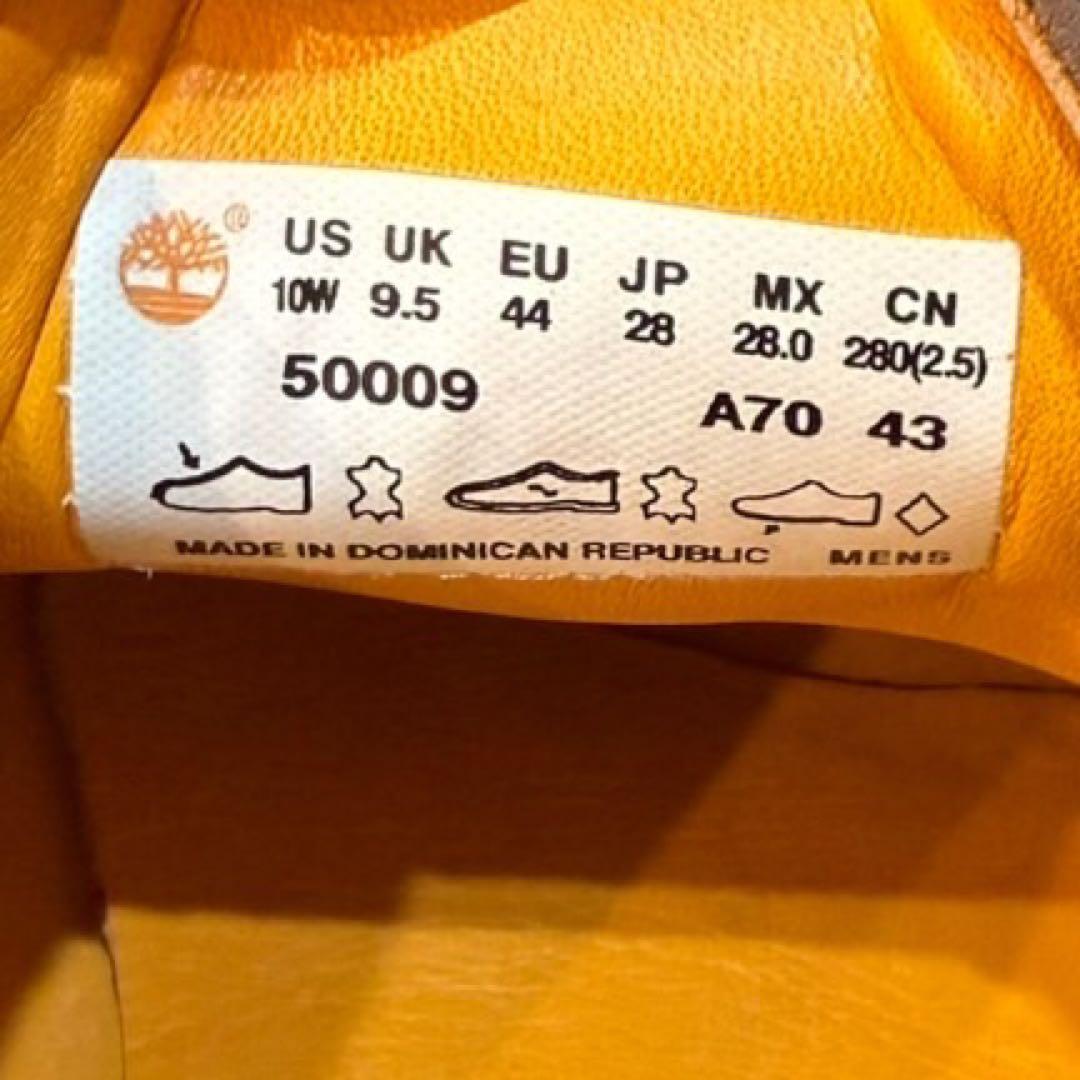 ®
US UK EU JP MX CN
10W 9.5 44 28 28.0 280(2.5)
50009 A70 43
MADE IN DOMINICAN REPUBLIC MENS